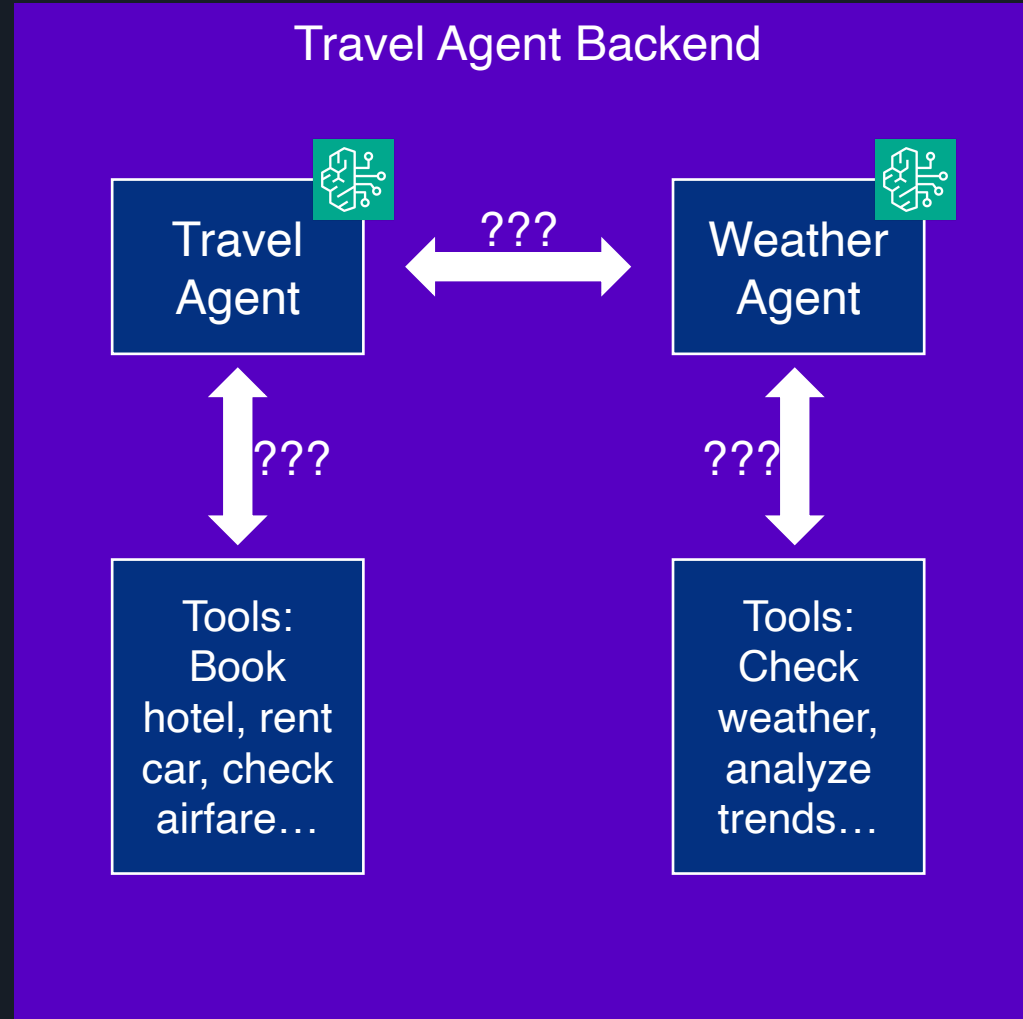 Travel Agent Backend
Travel
Agent
???
Weather
Agent
???
???
Tools:
Book
hotel, rent
car, check
airfare…
Tools:
Check
weather,
analyze
trends…